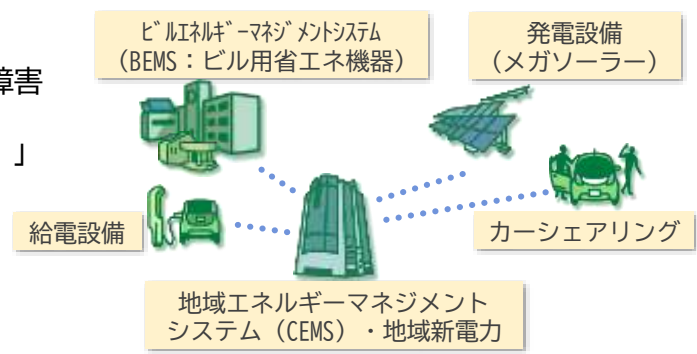 ﾋﾞﾙｴﾈﾙｷﾞｰﾏﾈｼﾞﾒﾝﾄｼｽﾃﾑ
（BEMS：ビル用省エネ機器）
発電設備
（メガソーラー）
障害
」
給電設備
カーシェアリング
地域エネルギーマネジメント
システム（CEMS）・地域新電力